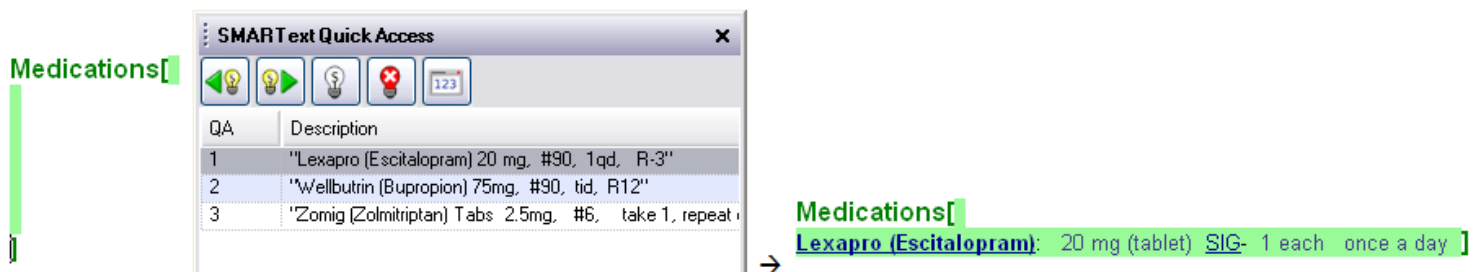 Medications[
]
SMARText Quick Access
123
QA Description
1 "Lexapro (Escitalopram) 20 mg, #90, 1qd, R-3"
2 "Wellbutrin (Bupropion) 75mg, #90, tid, R12"
3 "Zomig (Zolmitriptan) Tabs 2.5mg, #6, take 1, repeat
→
Medications[
Lexapro (Escitalopram): 20 mg (tablet) SIG- 1 each once a day ]